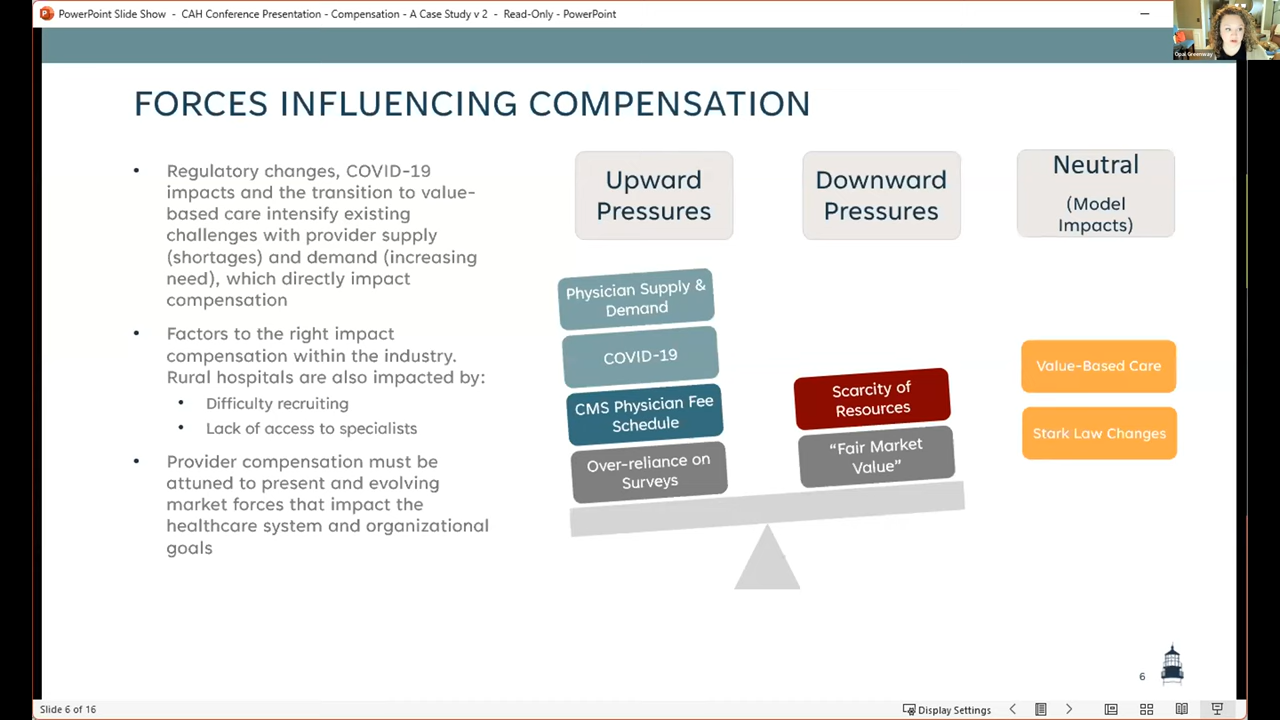 PowerPoint Slide Show - CAH Conference Presentation - Compensation - A Case Study v 2 - Read-Only - PowerPoint
Opal Greenway
FORCES INFLUENCING COMPENSATION
• Regulatory changes, COVID-19
impacts and the transition to value-
based care intensify existing
challenges with provider supply
(shortages) and demand (increasing
need), which directly impact
compensation
• Factors to the right impact
compensation within the industry.
Rural hospitals are also impacted by:
• Difficulty recruiting
• Lack of access to specialists
• Provider compensation must be
attuned to present and evolving
market forces that impact the
healthcare system and organizational
goals
Upward
Pressures
Physician Supply &
Demand
COVID-19
CMS Physician Fee
Schedule
Over-reliance on
Surveys
Downward
Pressures
Scarcity of
Resources
“Fair Market
Value”
Neutral
(Model
Impacts)
Value-Based Care
Stark Law Changes
6
Slide 6 of 16
Display Settings